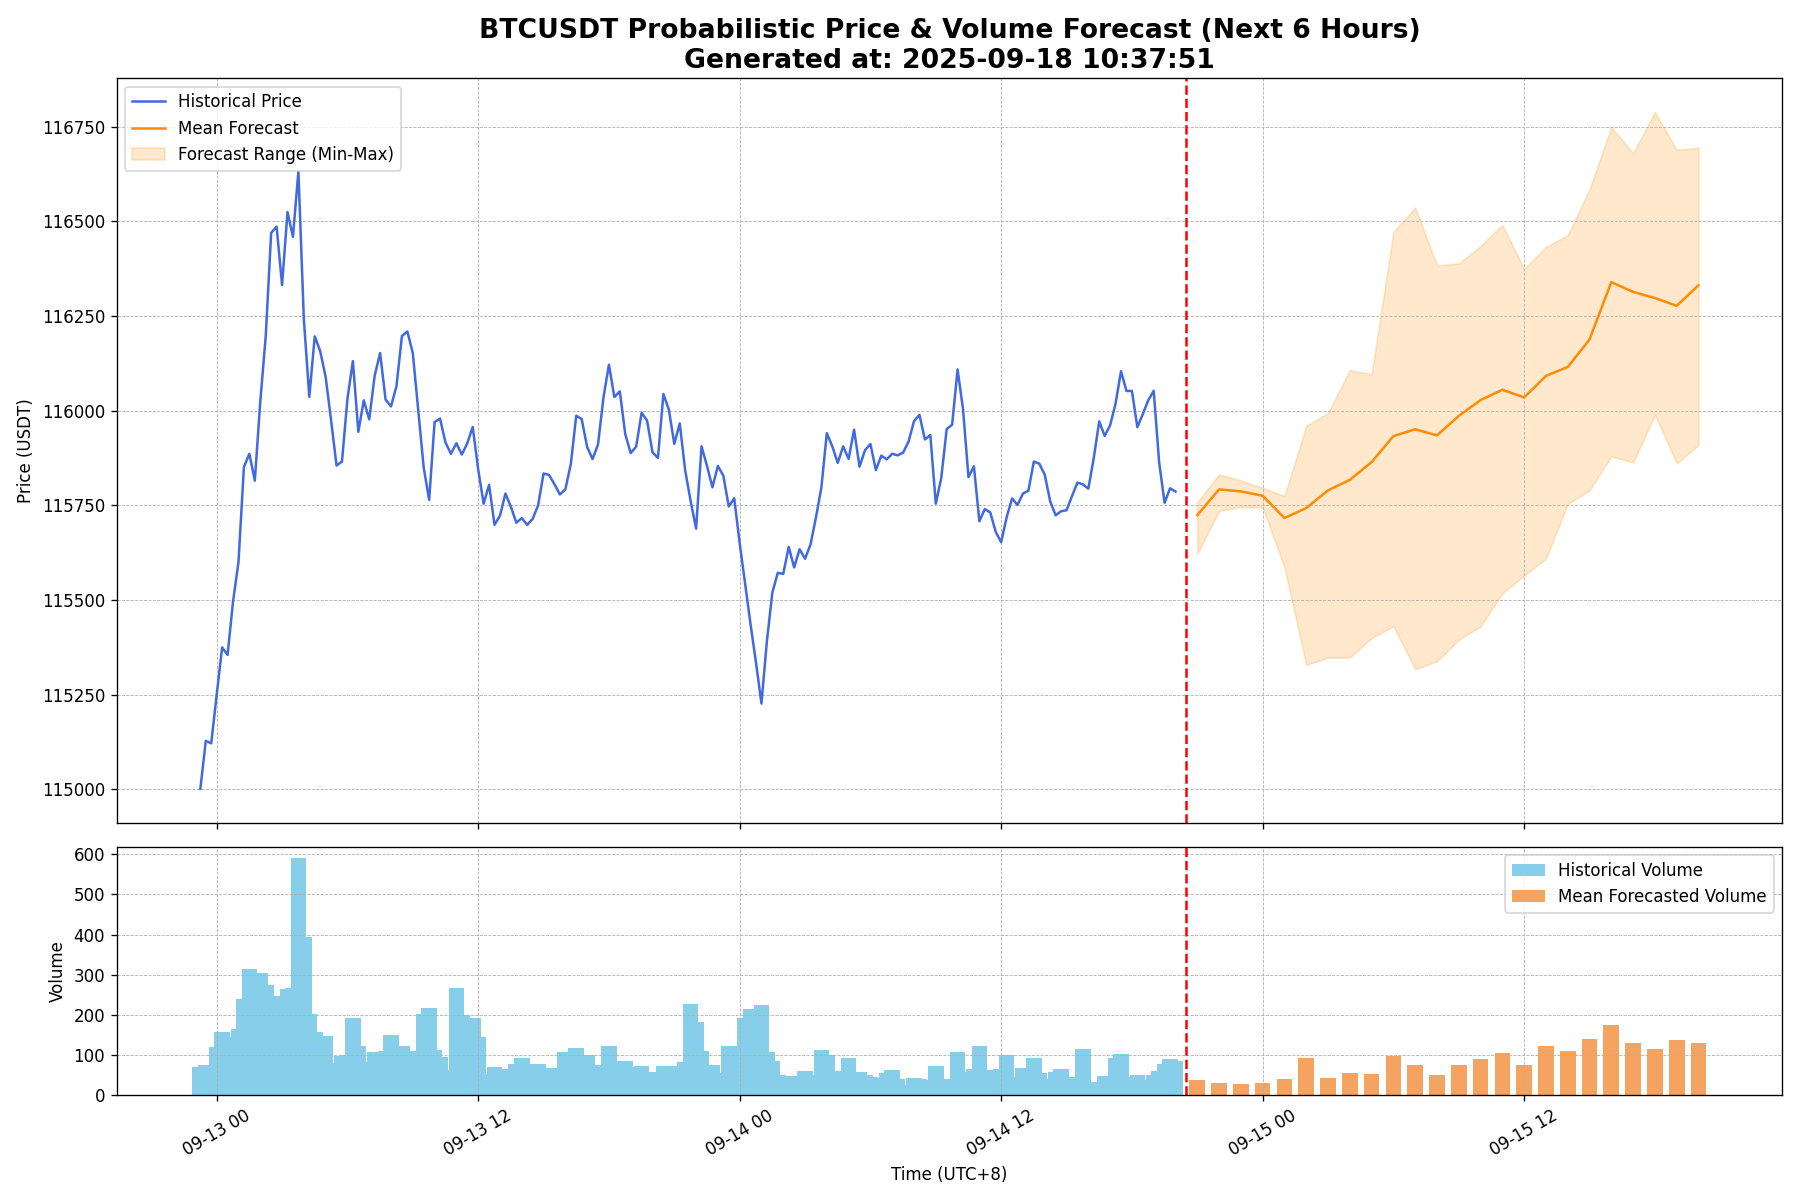 BTCUSDT Probabilistic Price & Volume Forecast (Next 6 Hours)
Generated at: 2025-09-18 10:37:51
Historical Price
Mean Forecast
Forecast Range (Min-Max)
Price (USDT)
116750
116500
116250
116000
115750
115500
115250
115000
Historical Volume
Mean Forecasted Volume
Volume
600
500
400
300
200
100
0
09-13 00
09-13 12
09-14 00
09-14 12
09-15 00
09-15 12
Time (UTC+8)